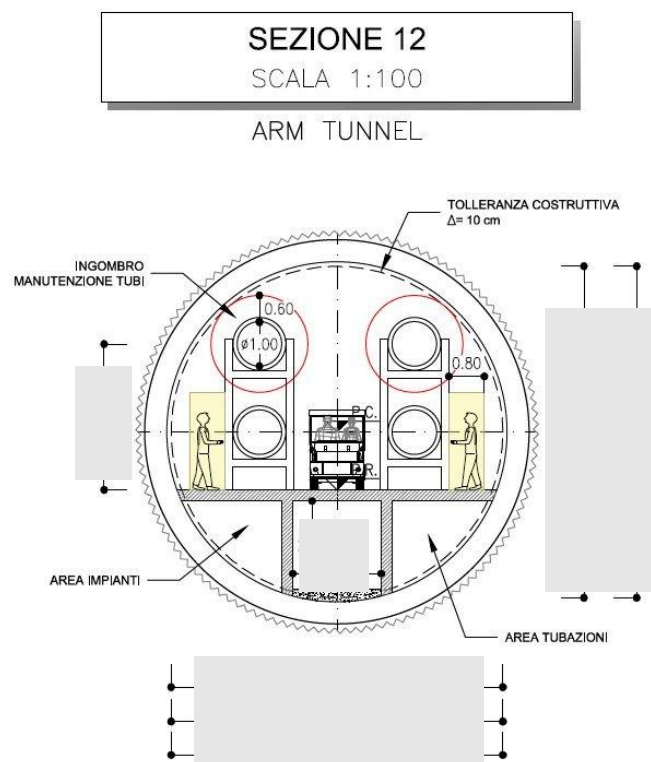 SEZIONE 12
SCALA 1:100
ARM TUNNEL
TOLLERANZA COSTRUTTIVA
Δ= 10 cm
INGOMBRO
MANUTENZIONE TUBI
0.60
ø1.00
0.80
P.C.
P.R.
AREA IMPIANTI
AREA TUBAZIONI